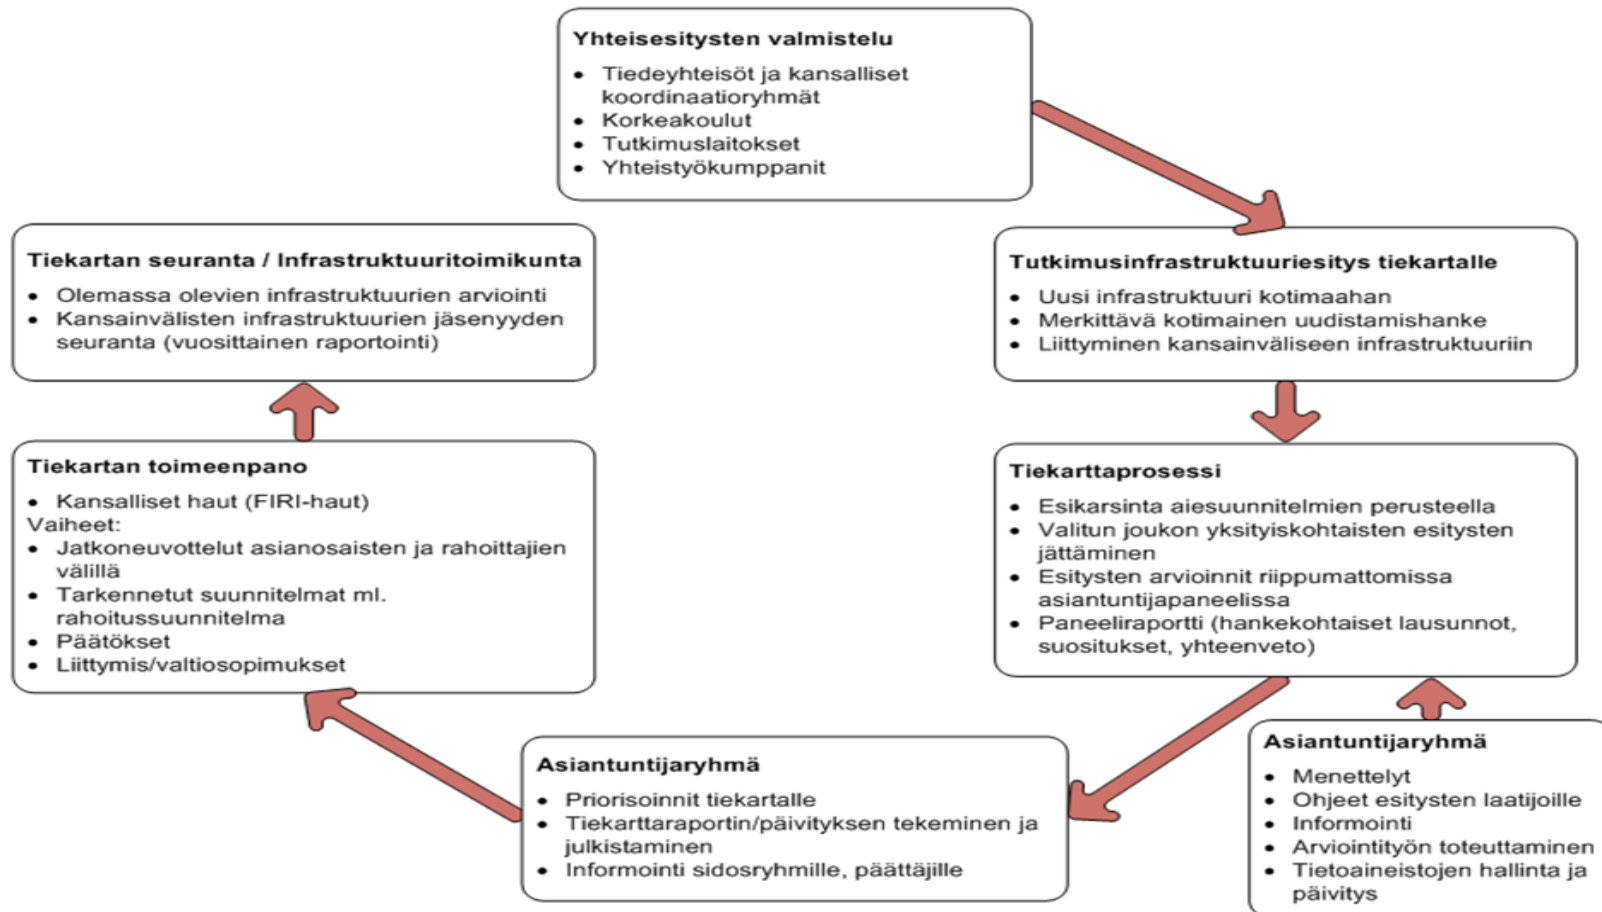 Yhteisesitysten valmistelu
• Tiedeyhteisöt ja kansalliset
koordinaatioryhmät
• Korkeakoulut
• Tutkimuslaitokset
• Yhteistyökumppanit
Tutkimusinfrastruktuuriesitys tiekartalle
• Uusi infrastruktuuri kotimaahan
• Merkittävä kotimainen uudistamishanke
• Liittyminen kansainväliseen infrastruktuuriin
Tiekarttaprosessi
• Esikarsinta aiesuunnitelmien perusteella
• Valitun joukon yksityiskohtaisten esitysten
jättäminen
• Esitysten arvioinnit riippumattomissa
asiantuntijapaneelissa
• Paneeliraportti (hankekohtaiset lausunnot,
suositukset, yhteenveto)
Asiantuntijaryhmä
• Menettelyt
• Ohjeet esitysten laatijoille
• Informointi
• Arviointityön toteuttaminen
• Tietoaineistojen hallinta ja
päivitys
Asiantuntijaryhmä
• Priorisoinnit tiekartalle
• Tiekarttaraportin/päivityksen tekeminen ja
julkistaminen
• Informointi sidosryhmille, päättäjille
Tiekartan toimeenpano
• Kansalliset haut (FIRI-haut)
Vaiheet:
• Jatkoneuvottelut asianosaisten ja rahoittajien
välillä
• Tarkennetut suunnitelmat ml.
rahoitussuunnitelma
• Päätökset
• Liittymis/valtiosopimukset
Tiekartan seuranta / Infrastruktuuritoimikunta
• Olemassa olevien infrastruktuurien arviointi
• Kansainvälisten infrastruktuurien jäsenyyden
seuranta (vuosittainen raportointi)